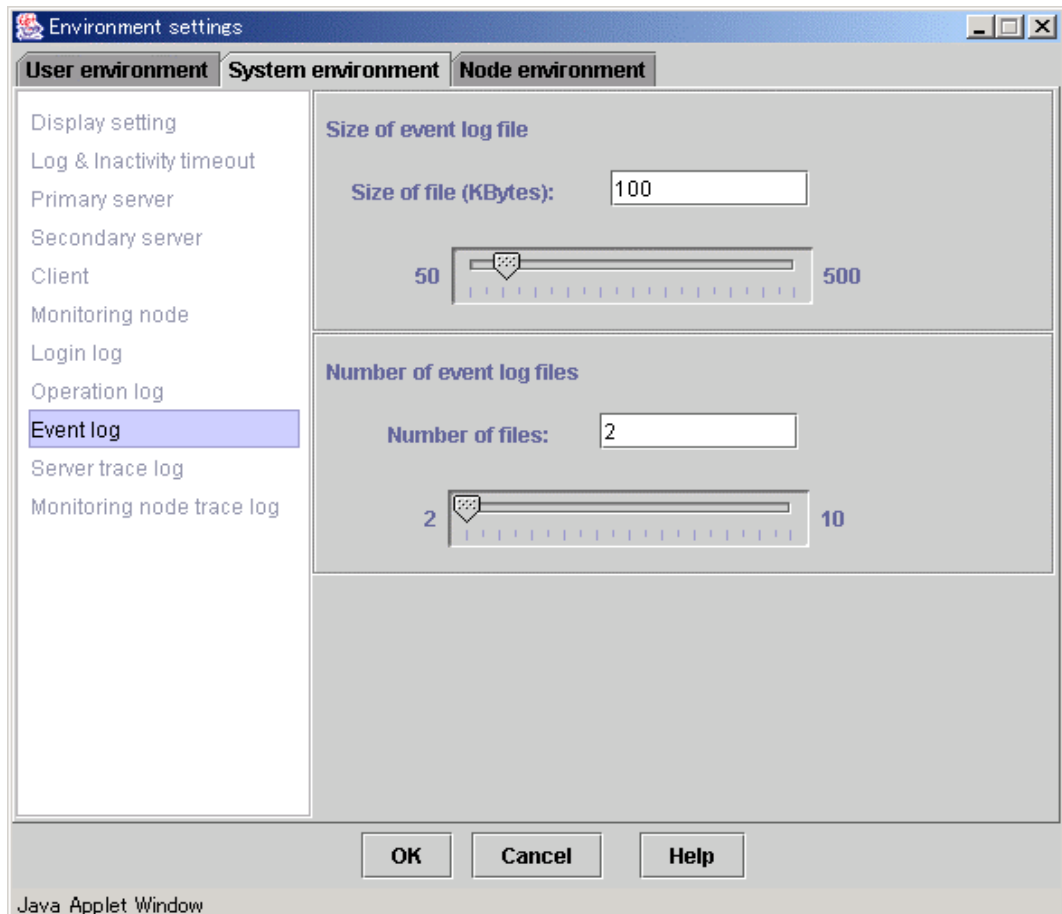 Environment settings
User environment System environment Node environment
Display setting
Log & Inactivity timeout
Primary server
Secondary server
Client
Monitoring node
Login log
Operation log
Event log
Server trace log
Monitoring node trace log
Size of event log file
Size of file (KBytes): 100
50 500
Number of event log files
Number of files: 2
2 10
OK Cancel Help
Java Applet Window